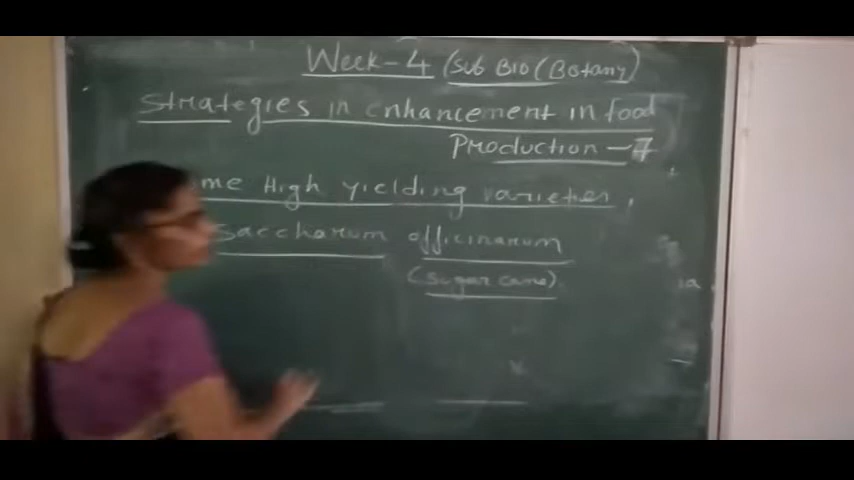 Week-4 (Sub Bio (Botany)
Strategies in enhancement in food
Production -7
me High yielding varieties,
Saccharum officinarum
(sugar cane)